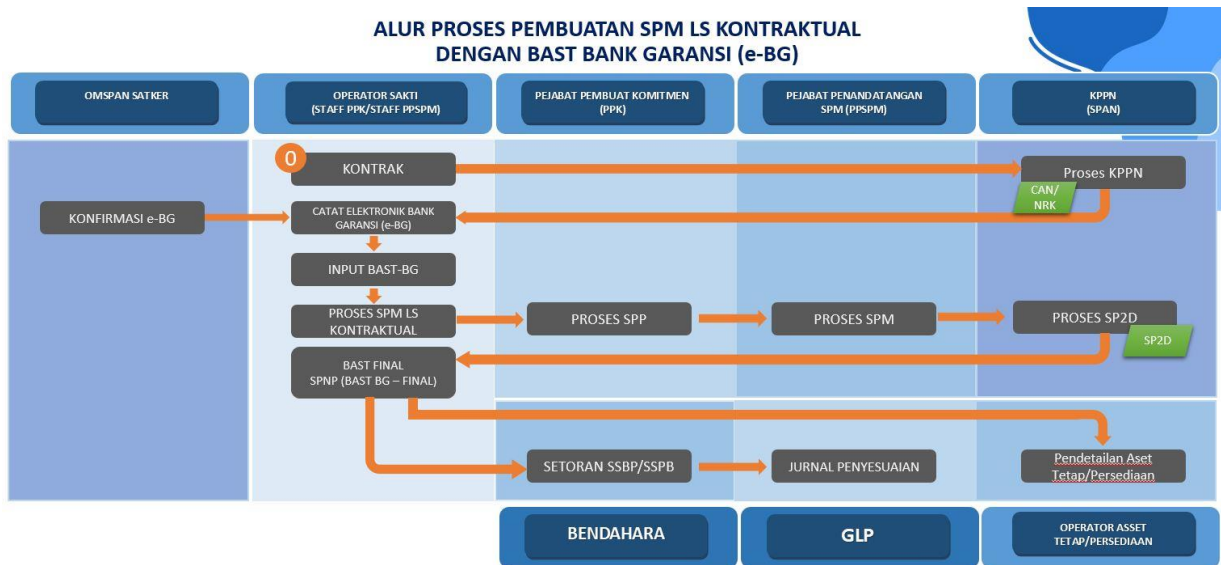 ALUR PROSES PEMBUATAN SPM LS KONTRAKTUAL
DENGAN BAST BANK GARANSI (e-BG)
OMSPAN SATKER
OPERATOR SAKTI
(STAFF PPK/STAFF PPSPM)
PEJABAT PEMBUAT KOMITMEN
(PPK)
PEJABAT PENANDATANGAN
SPM (PPSPM)
KPPN
(SPAN)
0
KONTRAK
Proses KPPN
CAN/
NRK
KONFIRMASI e-BG
CATAT ELEKTRONIK BANK
GARANSI (e-BG)
INPUT BAST-BG
PROSES SPM LS
KONTRAKTUAL
PROSES SPP
PROSES SPM
PROSES SP2D
SP2D
BAST FINAL
SPNP (BAST BG – FINAL)
SETORAN SSBP/SSPB
JURNAL PENYESUAIAN
Pendetailan Aset
Tetap/Persediaan
BENDAHARA
GLP
OPERATOR ASSET
TETAP/PERSEDIAAN